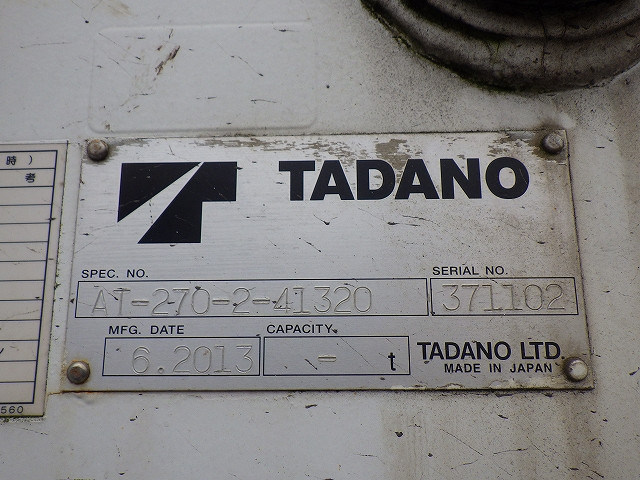 TADANO
SPEC. NO.
AT-270-2-41320
SERIAL NO.
371102
MFG. DATE
6.2013
CAPACITY
- t
TADANO LTD.
MADE IN JAPAN
時)
考
560